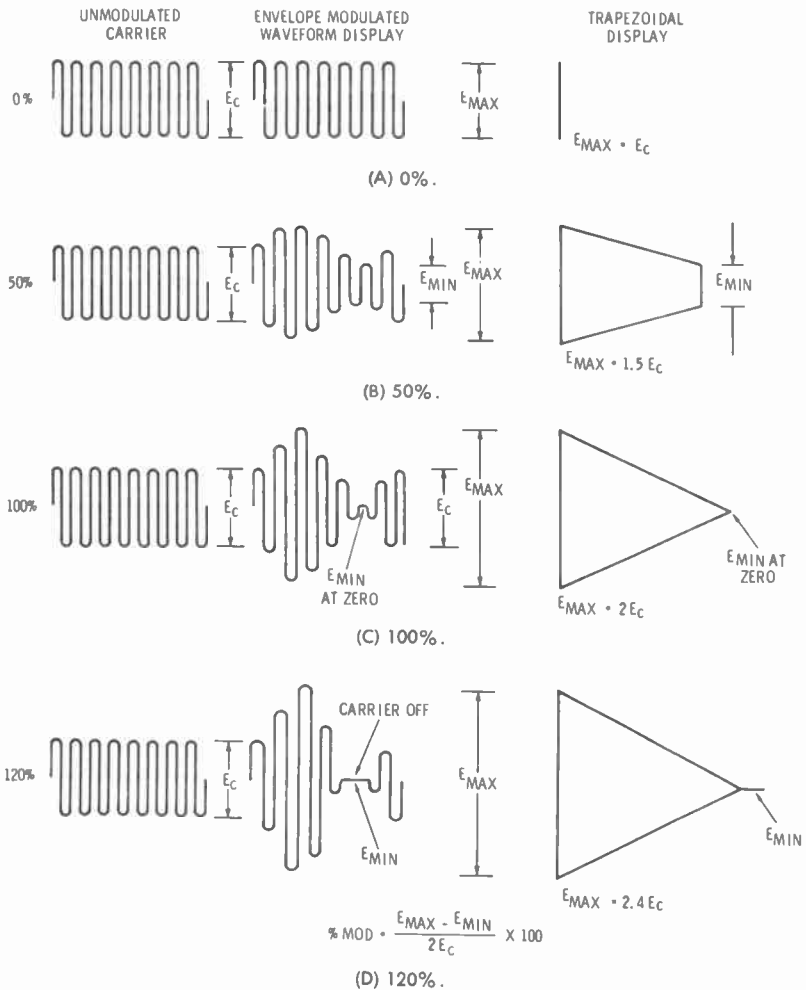 UNMODULATED
CARRIER
ENVELOPE MODULATED
WAVEFORM DISPLAY
TRAPEZOIDAL
DISPLAY
0%
EC
EMAX
EMAX = EC
(A) 0%.
50%
EC
EMIN
EMAX
EMIN
EMAX = 1.5 EC
(B) 50%.
100%
EC
EMIN
AT ZERO
EC
EMAX
EMIN AT
ZERO
EMAX = 2EC
(C) 100%.
120%
EC
CARRIER OFF
EMIN
EMAX
EMIN
EMAX = 2.4 EC
% MOD = EMAX - EMIN / 2EC X 100
(D) 120%.